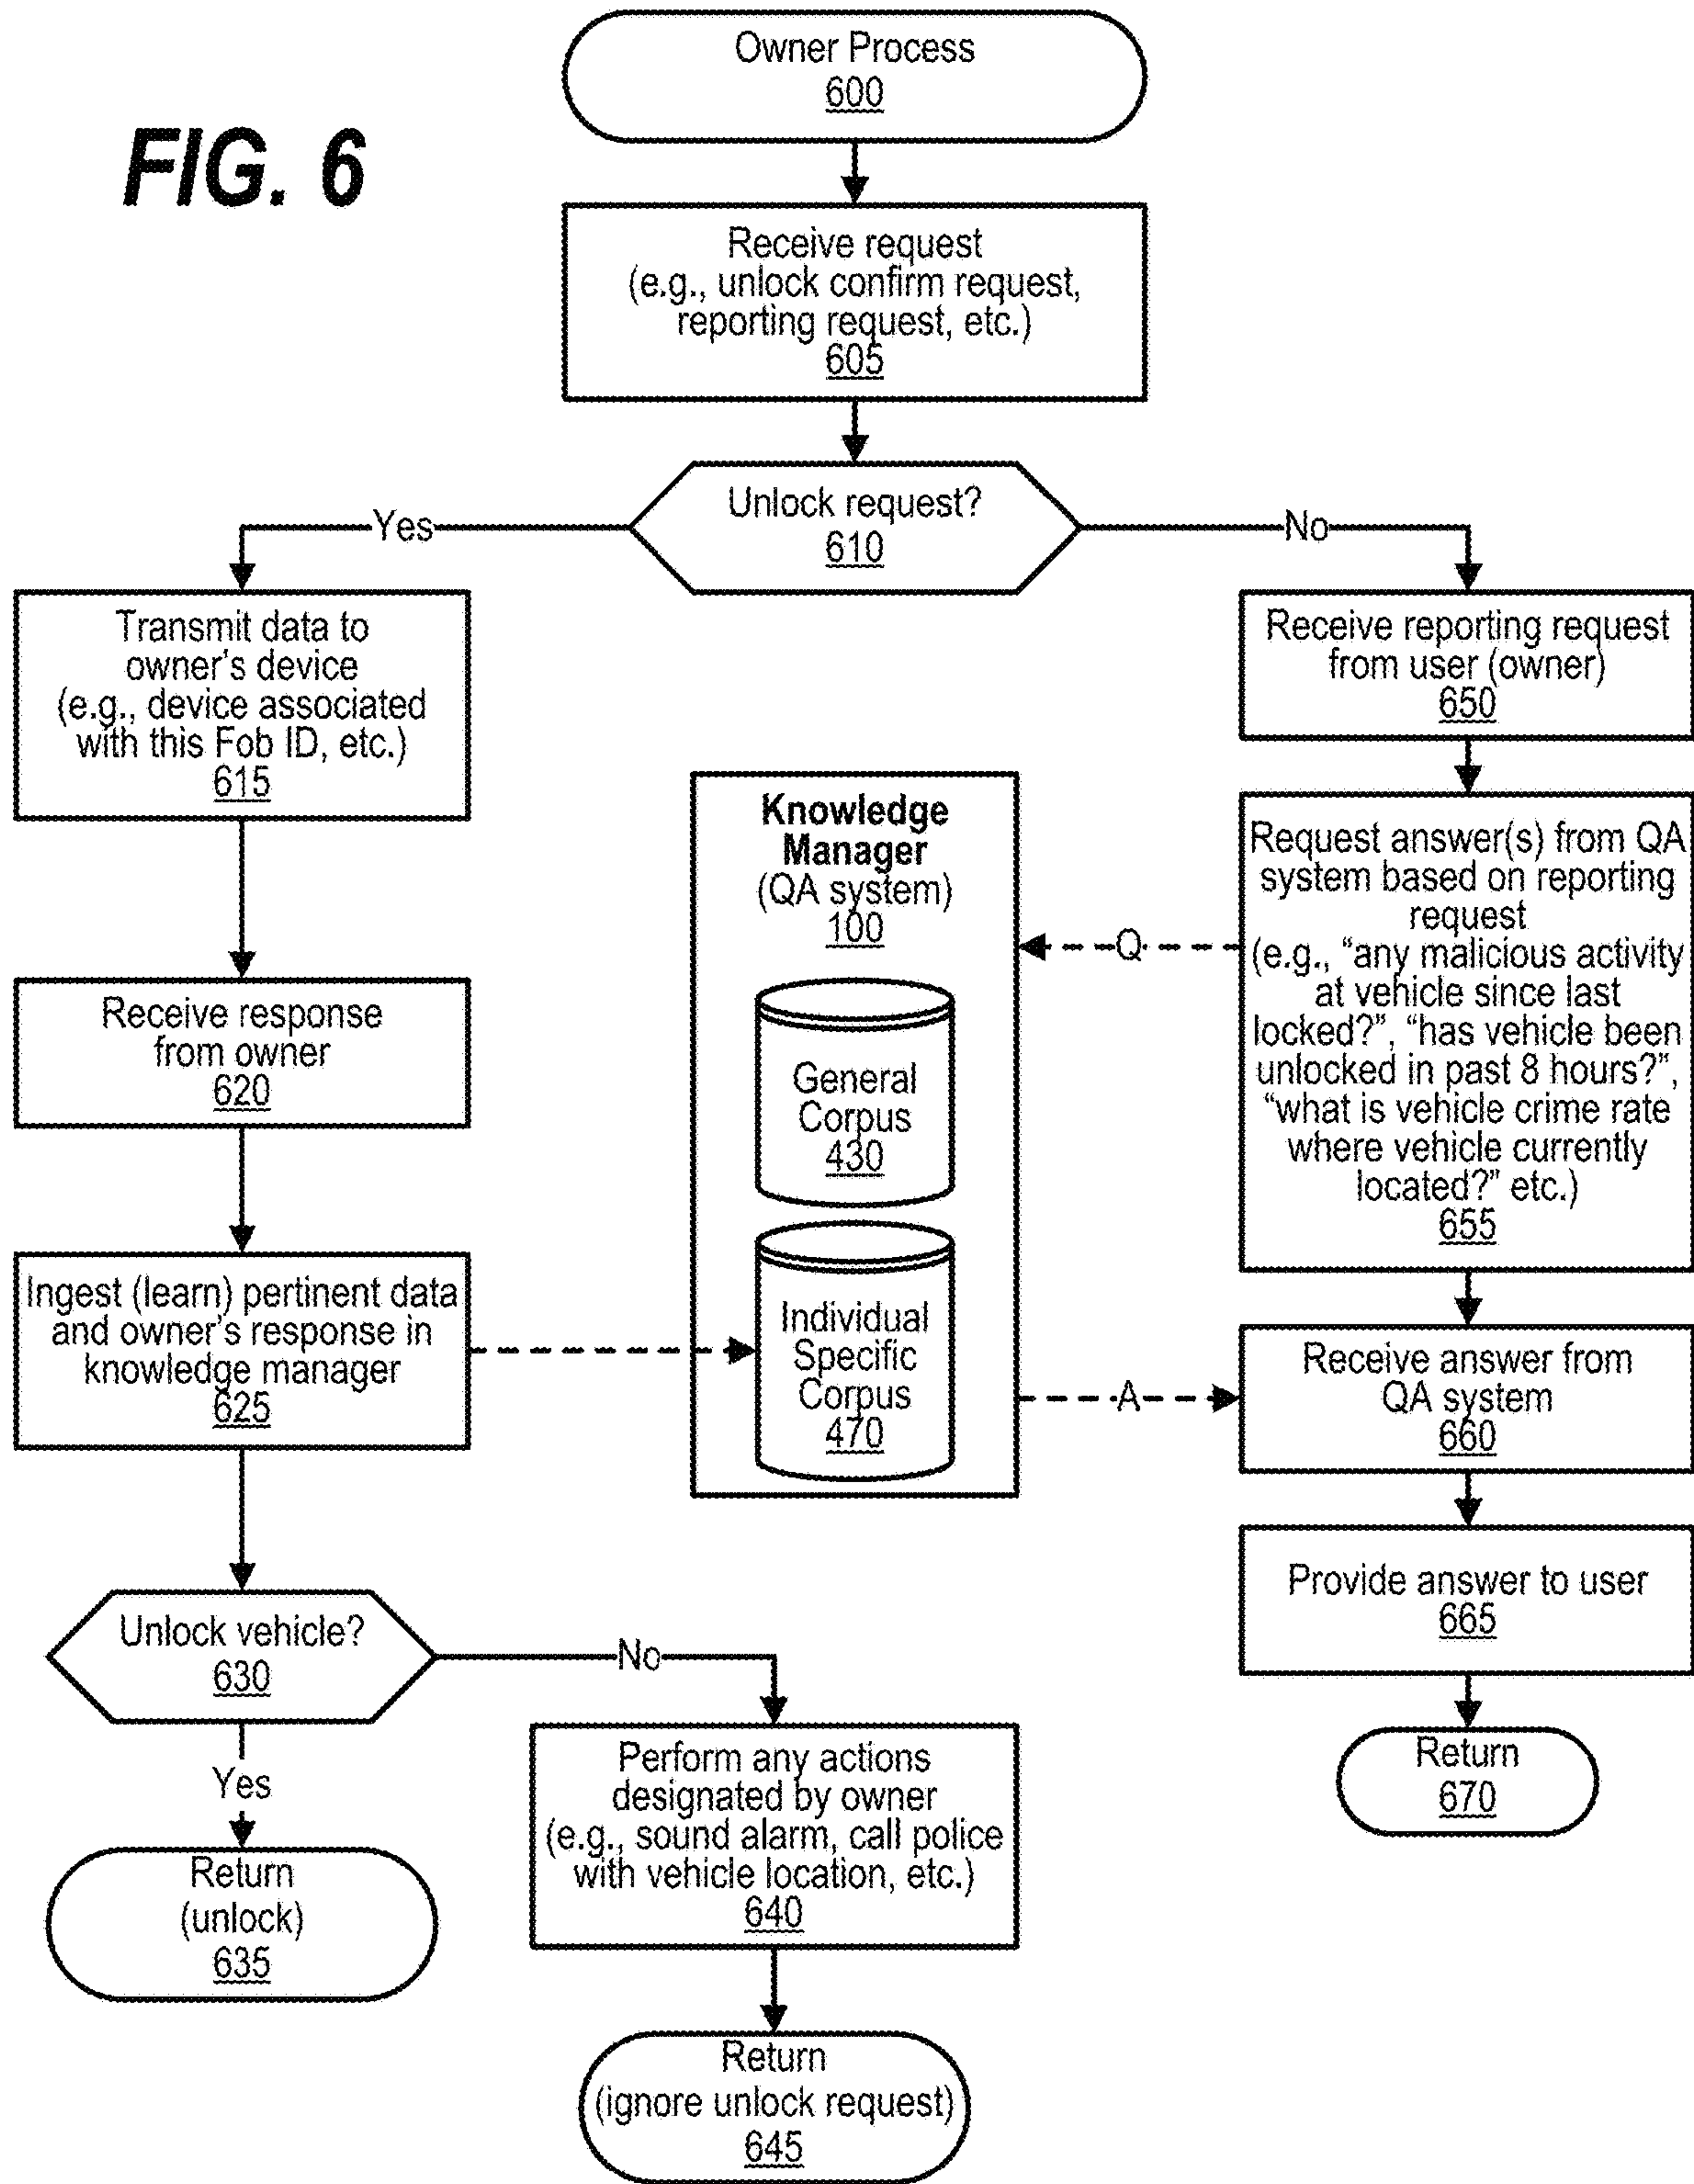 FIG. 6
Owner Process
600
Receive request
(e.g., unlock confirm request,
reporting request, etc.)
605
Unlock request?
610
Yes
No
Transmit data to
owner's device
(e.g., device associated
with this Fob ID, etc.)
615
Receive response
from owner
620
Ingest (learn) pertinent data
and owner's response in
knowledge manager
625
Unlock vehicle?
630
Yes
No
Return
(unlock)
635
Perform any actions
designated by owner
(e.g., sound alarm, call police
with vehicle location, etc.)
640
Return
(ignore unlock request)
645
Knowledge
Manager
(QA system)
100
General
Corpus
430
Individual
Specific
Corpus
470
Q
A
Receive reporting request
from user (owner)
650
Request answer(s) from QA
system based on reporting
request
(e.g., “any malicious activity
at vehicle since last
locked?”, “has vehicle been
unlocked in past 8 hours?”,
“what is vehicle crime rate
where vehicle currently
located?” etc.)
655
Receive answer from
QA system
660
Provide answer to user
665
Return
670